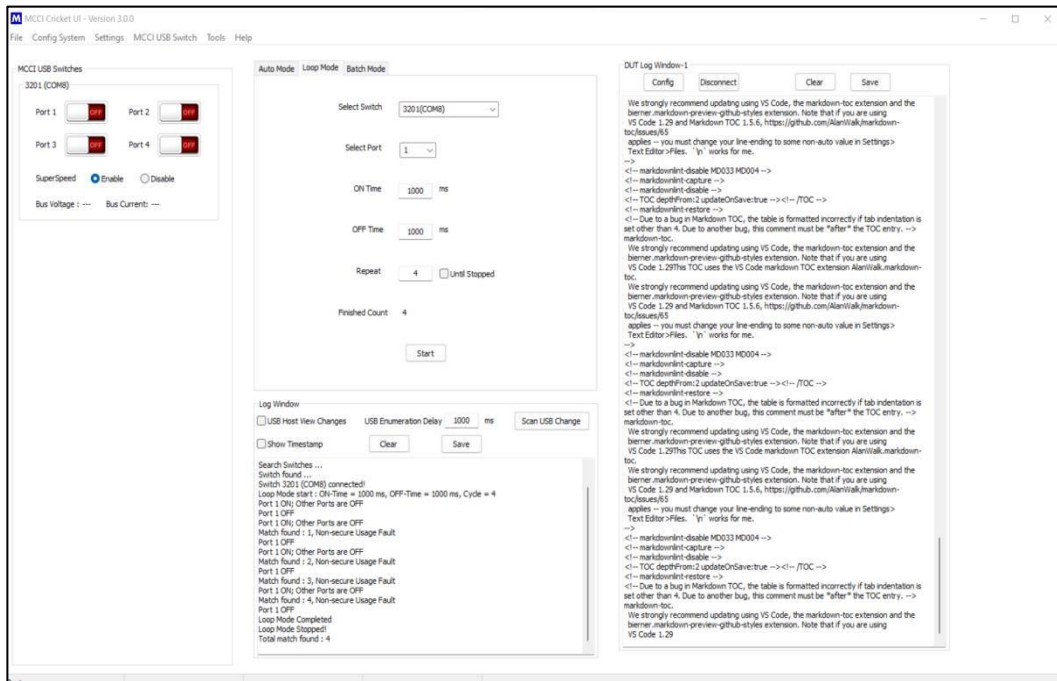 MCCI Cricket UI - Version 3.0.0
File Config System Settings MCCI USB Switch Tools Help
MCCI USB Switches
3201 (COM8)
Port 1 OFF Port 2 OFF
Port 3 OFF Port 4 OFF
SuperSpeed Enable Disable
Bus Voltage : --- Bus Current: ---
Auto Mode Loop Mode Batch Mode
Select Switch 3201(COM8)
Select Port 1
ON Time 1000 ms
OFF Time 1000 ms
Repeat 4 Until Stopped
Finished Count 4
Start
Log Window
USB Host View Changes USB Enumeration Delay 1000 ms Scan USB Change
Show Timestamp Clear Save
Search Switches ...
Switch found ...
Switch 3201 (COM8) connected!
Loop Mode start : ON-Time = 1000 ms, OFF-Time = 1000 ms, Cycle = 4
Port 1 ON; Other Ports are OFF
Port 1 OFF
Port 1 ON; Other Ports are OFF
Match found : 1, Non-secure Usage Fault
Port 1 OFF
Port 1 ON; Other Ports are OFF
Match found : 2, Non-secure Usage Fault
Port 1 OFF
Match found : 3, Non-secure Usage Fault
Port 1 ON; Other Ports are OFF
Match found : 4, Non-secure Usage Fault
Port 1 OFF
Loop Mode Completed
Loop Mode Stopped!
Total match found : 4
DUT Log Window-1
Config Disconnect Clear Save
We strongly recommend updating using VS Code, the markdown-toc extension and the
bierner.markdown-preview-github-styles extension. Note that if you are using
VS Code 1.29 and Markdown TOC 1.5.6, https://github.com/AlanWalk/markdown-
toc/issues/65
applies -- you must change your line-ending to some non-auto value in Settings>
Text Editor>Files. `\n` works for me.
-->
<!-- markdownlint-disable MD033 MD004 -->
<!-- markdownlint-capture -->
<!-- markdownlint-disable -->
<!-- TOC depthFrom:2 updateOnSave:true --><!-- /TOC -->
<!-- markdownlint-restore -->
<!-- Due to a bug in Markdown TOC, the table is formatted incorrectly if tab indentation is
set other than 4. Due to another bug, this comment must be *after* the TOC entry. -->
markdown-toc.
We strongly recommend updating using VS Code, the markdown-toc extension and the
bierner.markdown-preview-github-styles extension. Note that if you are using
VS Code 1.29This TOC uses the VS Code markdown TOC extension AlanWalk.markdown-
toc.
We strongly recommend updating using VS Code, the markdown-toc extension and the
bierner.markdown-preview-github-styles extension. Note that if you are using
VS Code 1.29 and Markdown TOC 1.5.6, https://github.com/AlanWalk/markdown-
toc/issues/65
applies -- you must change your line-ending to some non-auto value in Settings>
Text Editor>Files. `\n` works for me.
-->
<!-- markdownlint-disable MD033 MD004 -->
<!-- markdownlint-capture -->
<!-- markdownlint-disable -->
<!-- TOC depthFrom:2 updateOnSave:true --><!-- /TOC -->
<!-- markdownlint-restore -->
<!-- Due to a bug in Markdown TOC, the table is formatted incorrectly if tab indentation is
set other than 4. Due to another bug, this comment must be *after* the TOC entry. -->
markdown-toc.
We strongly recommend updating using VS Code, the markdown-toc extension and the
bierner.markdown-preview-github-styles extension. Note that if you are using
VS Code 1.29This TOC uses the VS Code markdown TOC extension AlanWalk.markdown-
toc.
We strongly recommend updating using VS Code, the markdown-toc extension and the
bierner.markdown-preview-github-styles extension. Note that if you are using
VS Code 1.29 and Markdown TOC 1.5.6, https://github.com/AlanWalk/markdown-
toc/issues/65
applies -- you must change your line-ending to some non-auto value in Settings>
Text Editor>Files. `\n` works for me.
-->
<!-- markdownlint-disable MD033 MD004 -->
<!-- markdownlint-capture -->
<!-- markdownlint-disable -->
<!-- TOC depthFrom:2 updateOnSave:true --><!-- /TOC -->
<!-- markdownlint-restore -->
<!-- Due to a bug in Markdown TOC, the table is formatted incorrectly if tab indentation is
set other than 4. Due to another bug, this comment must be *after* the TOC entry. -->
markdown-toc.
We strongly recommend updating using VS Code, the markdown-toc extension and the
bierner.markdown-preview-github-styles extension. Note that if you are using
VS Code 1.29